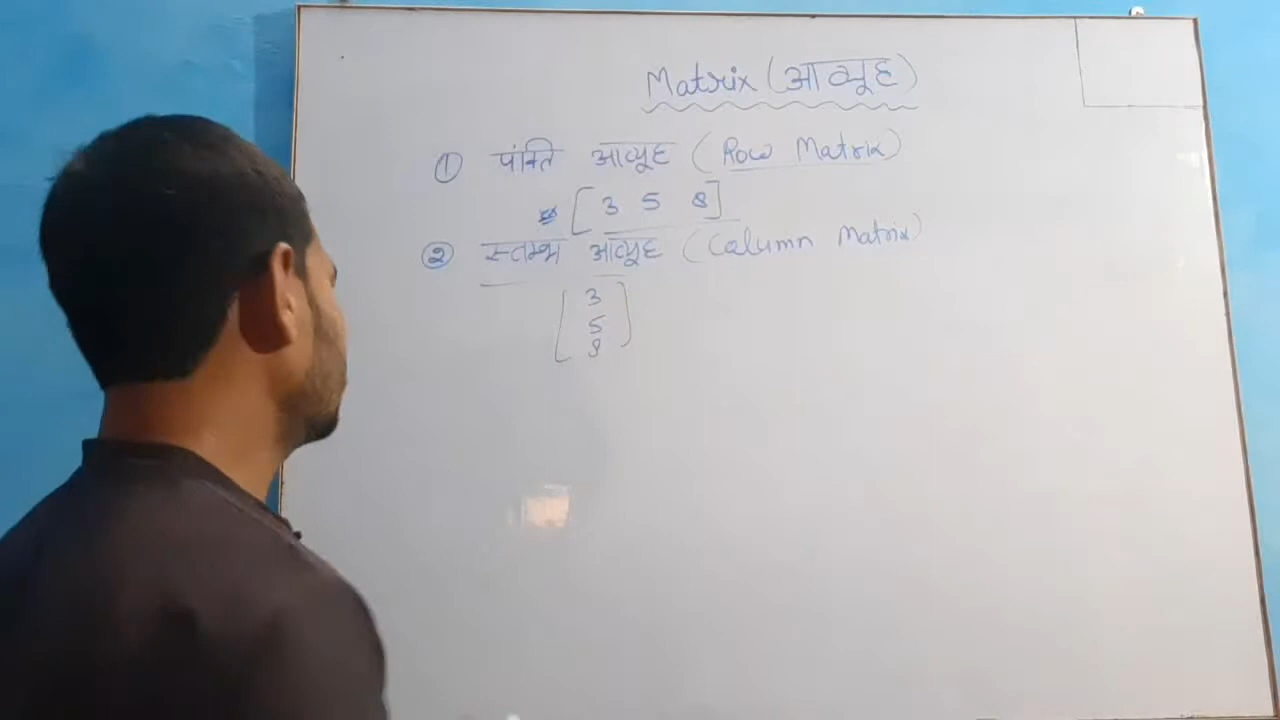 Matrix (आव्यूह)
① पंक्ति आव्यूह (Row Matrix)
[3 5 8]
② स्तम्भ आव्यूह (Column Matrix)
[3
5
8]